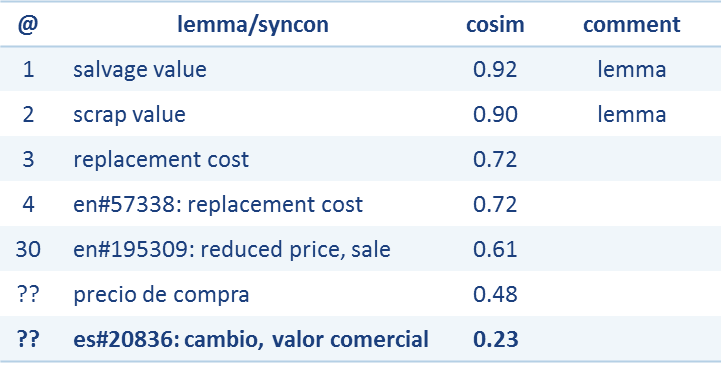 @ lemma/syncon cosim comment
1 salvage value 0.92 lemma
2 scrap value 0.90 lemma
3 replacement cost 0.72
4 en#57338: replacement cost 0.72
30 en#195309: reduced price, sale 0.61
?? precio de compra 0.48
?? es#20836: cambio, valor comercial 0.23